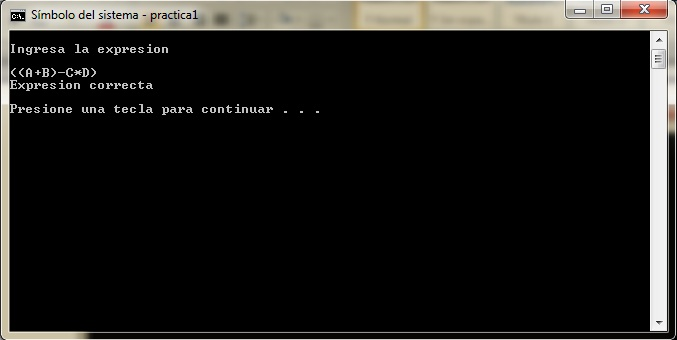 Símbolo del sistema - practica1
Ingresa la expresion
((A+B)-C*D)
Expresion correcta
Presione una tecla para continuar . . .